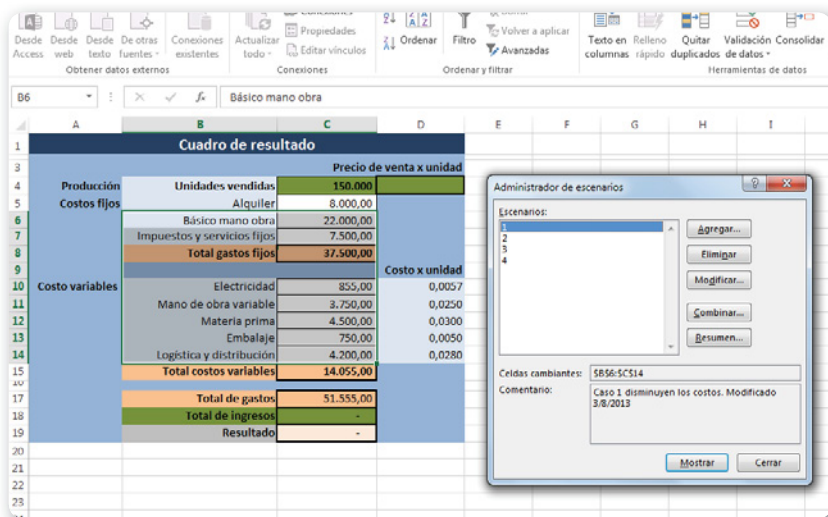 Desde Access
Desde web
Desde texto
De otras fuentes
Conexiones existentes
Obtener datos externos
Actualizar todo
Propiedades
Editar vínculos
Conexiones
Ordenar
Filtro
Volver a aplicar
Avanzadas
Ordenar y filtrar
Texto en columnas
Relleno rápido
Quitar duplicados
Validación de datos
Consolidar
Herramientas de datos
B6 fx Básico mano obra
A B C D E F G H I
1 Cuadro de resultado
3 Precio de venta x unidad
4 Producción Unidades vendidas 150.000
5 Costos fijos Alquiler 8.000,00
6 Básico mano obra 22.000,00
7 Impuestos y servicios fijos 7.500,00
8 Total gastos fijos 37.500,00
9 Costo x unidad
10 Costo variables Electricidad 855,00 0,0057
11 Mano de obra variable 3.750,00 0,0250
12 Materia prima 4.500,00 0,0300
13 Embalaje 750,00 0,0050
14 Logística y distribución 4.200,00 0,0280
15 Total costos variables 14.055,00
17 Total de gastos 51.555,00
18 Total de ingresos -
19 Resultado -
20
21
22
23
Administrador de escenarios
Escenarios:
1
2
3
4
Agregar...
Eliminar
Modificar...
Combinar...
Resumen...
Celdas cambiantes: $B$6:$C$14
Comentario: Caso 1 disminuyen los costos. Modificado
3/8/2013
Mostrar Cerrar